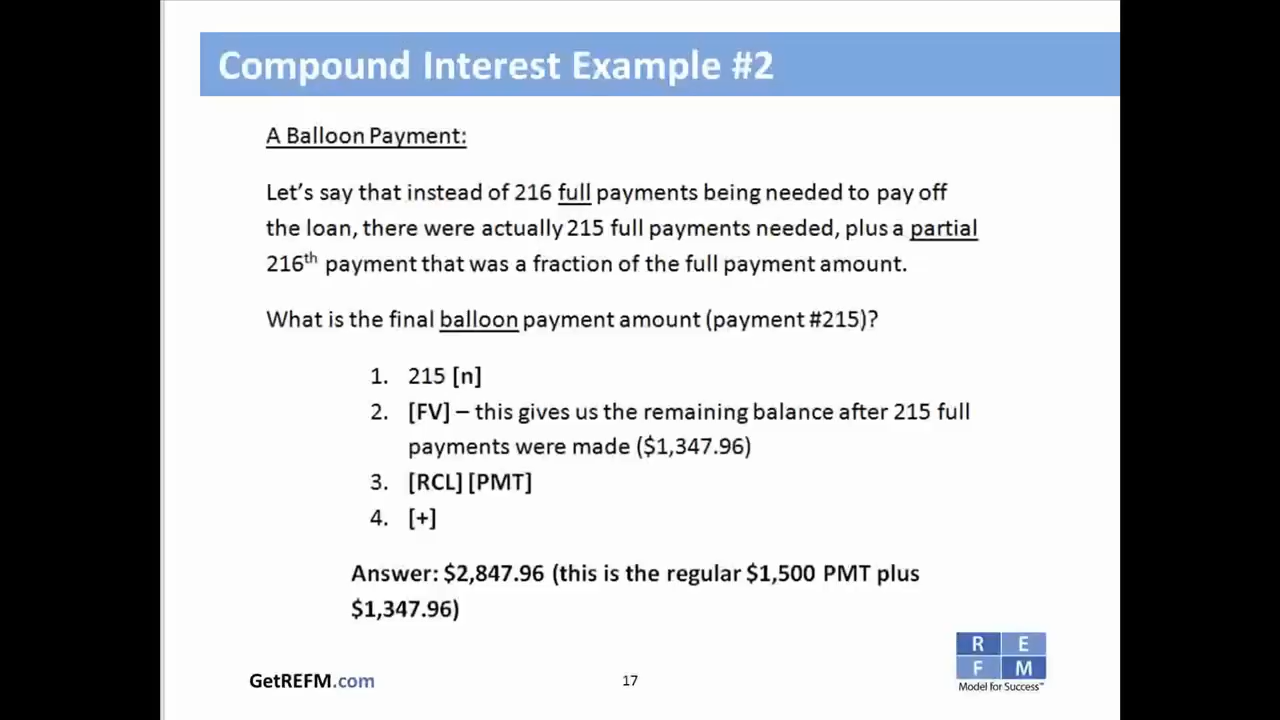 Compound Interest Example #2
A Balloon Payment:
Let’s say that instead of 216 full payments being needed to pay off
the loan, there were actually 215 full payments needed, plus a partial
216th payment that was a fraction of the full payment amount.
What is the final balloon payment amount (payment #215)?
1. 215 [n]
2. [FV] – this gives us the remaining balance after 215 full
payments were made ($1,347.96)
3. [RCL] [PMT]
4. [+]
Answer: $2,847.96 (this is the regular $1,500 PMT plus
$1,347.96)
R E
F M
Model for Success™
GetREFM.com
17